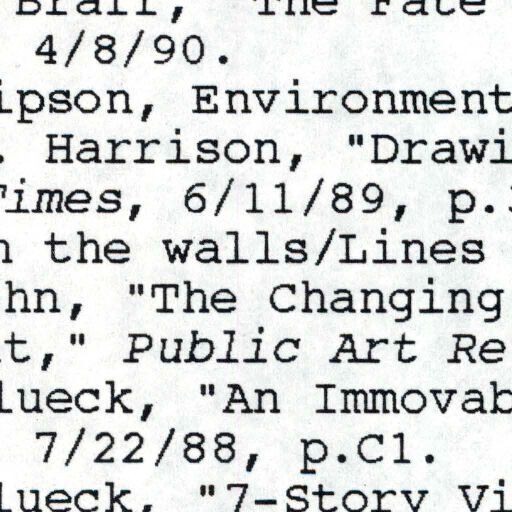 Brail, "The Fate
4/8/90.
ipson, Environment
. Harrison, "Drawi
Times, 6/11/89, p.
n the walls/Lines
hn, "The Changing
t," Public Art Re
lueck, "An Immovab
7/22/88, p.C1.
lueck, "7-Story Vi